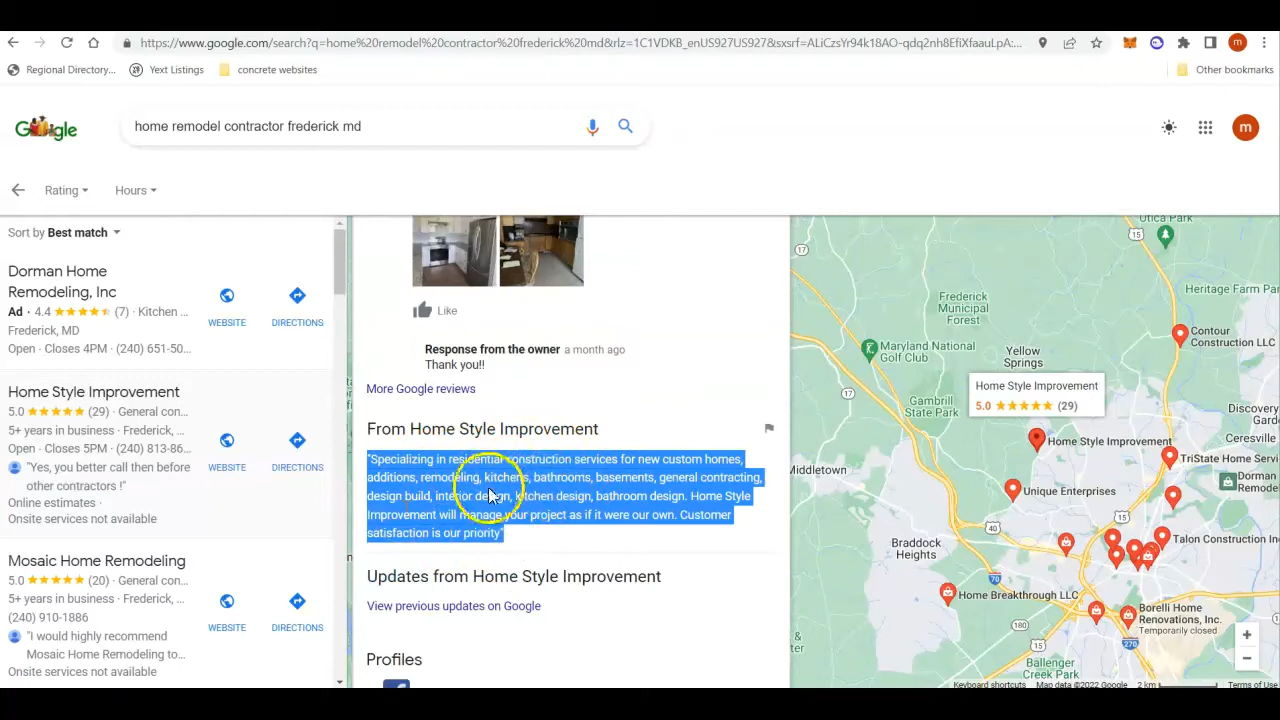 https://www.google.com/search?q=home%20remodel%20contractor%20frederick%20md&rlz=1C1VDKB_enUS927US927&sxsrf=ALiCzsYr94k18AO-qdq2nh8EfiXfaauLpA:...
m
Regional Directory...
Yext Listings
concrete websites
Other bookmarks
Google
home remodel contractor frederick md
m
Rating
Hours
Sort by Best match
Dorman Home
Remodeling, Inc
Ad · 4.4 (7) · Kitchen ...
Frederick, MD
Open · Closes 4PM · (240) 651-50...
WEBSITE
DIRECTIONS
Home Style Improvement
5.0 (29) · General con...
5+ years in business · Frederick, ...
Open · Closes 5PM · (240) 813-86...
"Yes, you better call then before
other contractors !"
Online estimates ·
Onsite services not available
WEBSITE
DIRECTIONS
Mosaic Home Remodeling
5.0 (20) · General con...
5+ years in business · Frederick, ...
(240) 910-1886
"I would highly recommend
Mosaic Home Remodeling to...
Onsite services not available
WEBSITE
DIRECTIONS
Like
Response from the owner a month ago
Thank you!!
More Google reviews
From Home Style Improvement
"Specializing in residential construction services for new custom homes,
additions, remodeling, kitchens, bathrooms, basements, general contracting,
design build, interior design, kitchen design, bathroom design. Home Style
Improvement will manage your project as if it were our own. Customer
satisfaction is our priority"
Updates from Home Style Improvement
View previous updates on Google
Profiles
Utica Park
15
17
Heritage Farm Pa
Frederick
Municipal
Forest
Maryland National
Golf Club
Yellow
Springs
Contour
Construction LLC
Home Style Improvement
5.0 (29)
17
Gambrill
State Park
15
Discovery
Ceresville
Home Style Improvement
TriState Home
Middletown
Unique Enterprises
Dorman
Remodel
40
Braddock
Heights
Talon Construction Inc
70
Home Breakthrough LLC
Borelli Home
Renovations, Inc.
Temporarily closed
180
15
270
Ballenger
Creek Park
Keyboard shortcuts
Map data ©2022 Google
2 km
Terms of Use